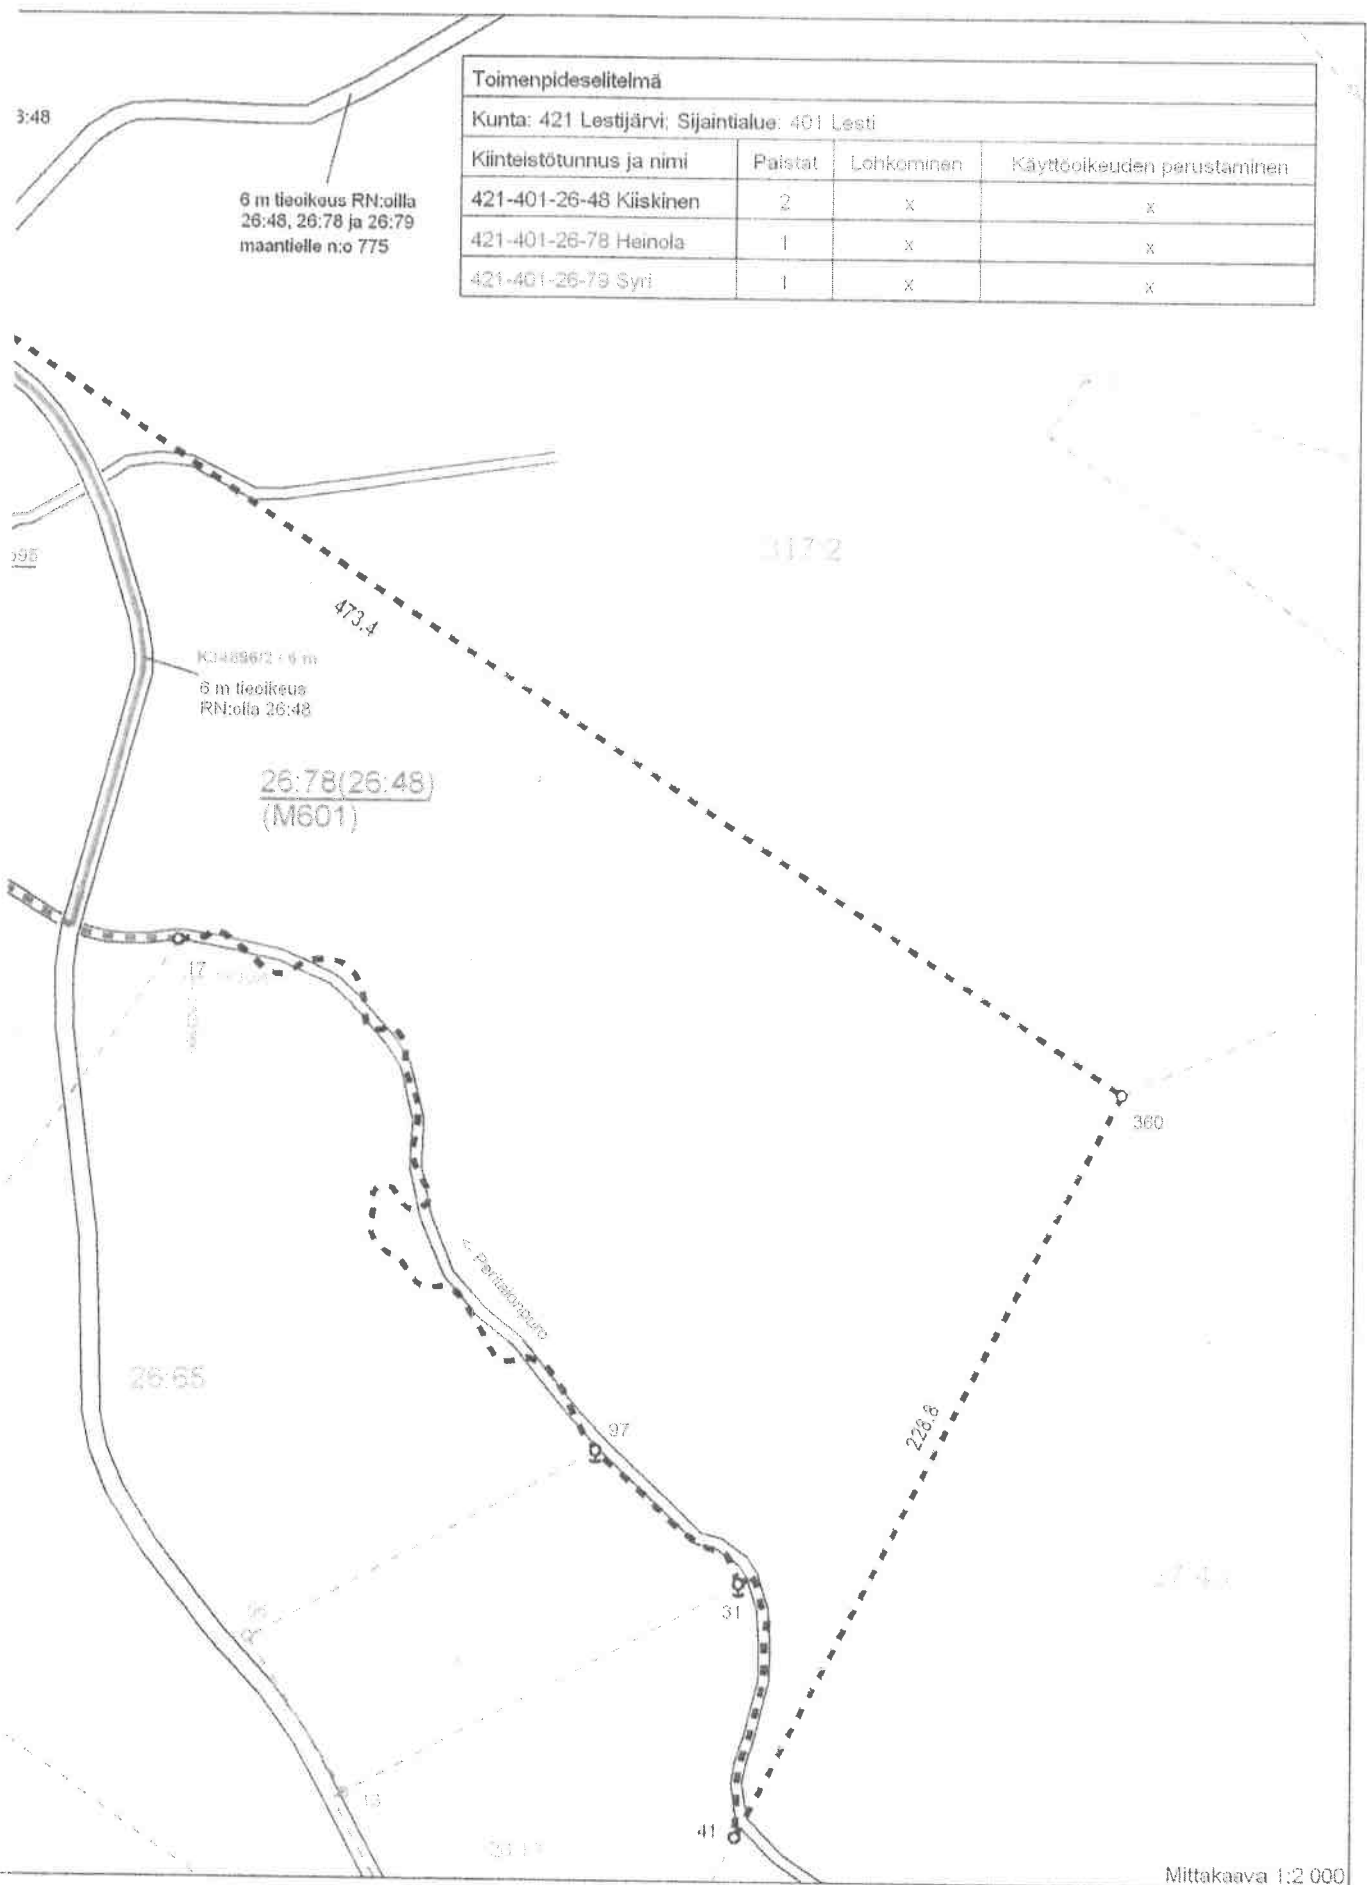 3:48
6 m tieoikeus RN:oilla
26:48, 26:78 ja 26:79
maantielle n:o 775
Toimenpideselitelmä
Kunta: 421 Lestijärvi; Sijaintialue: 401 Lesti
Kiinteistötunnus ja nimi Palstat Lohkominen Käyttöoikeuden perustaminen
421-401-26-48 Kiiskinen 2 x x
421-401-26-78 Heinola 1 x x
421-401-26-79 Syri 1 x x
317:2
473.4
6 m
6 m tieoikeus
RN:olla 26:48
26:78(26:48)
(M601)
17
360
26:65
97
228.8
31
13
41
Mittakaava 1:2 000